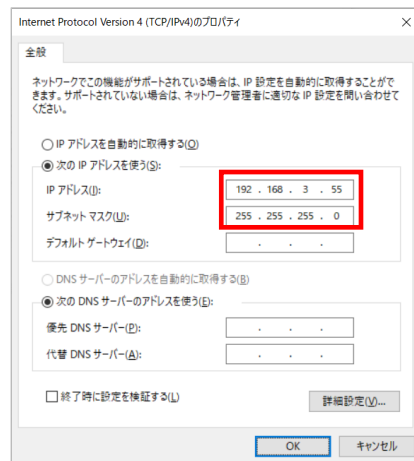 Internet Protocol Version 4 (TCP/IPv4)のプロパティ
全般
ネットワークでこの機能がサポートされている場合は、IP 設定を自動的に取得することがで
きます。サポートされていない場合は、ネットワーク管理者に適切な IP 設定を問い合わせて
ください。
IP アドレスを自動的に取得する(O)
次の IP アドレスを使う(S):
IP アドレス(I): 192 . 168 . 3 . 55
サブネット マスク(U): 255 . 255 . 255 . 0
デフォルト ゲートウェイ(D): . . .
DNS サーバーのアドレスを自動的に取得する(B)
次の DNS サーバーのアドレスを使う(E):
優先 DNS サーバー(P): . . .
代替 DNS サーバー(A): . . .
終了時に設定を検証する(L)
詳細設定(V)...
OK キャンセル